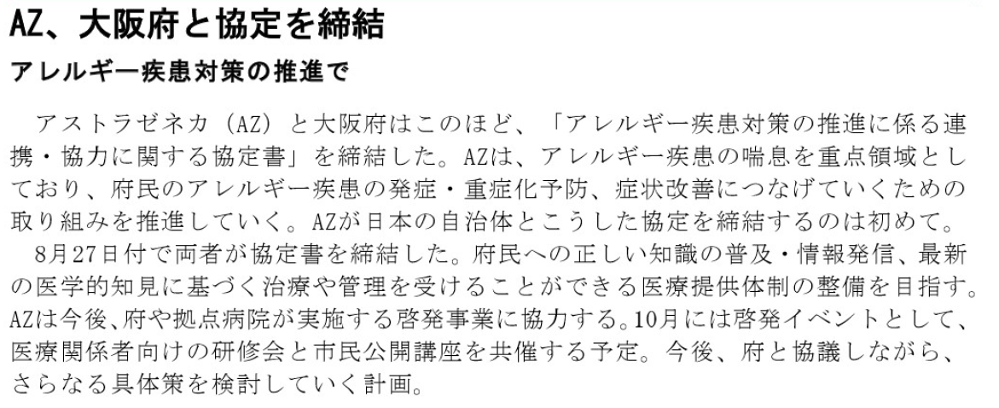 AZ、大阪府と協定を締結
アレルギー疾患対策の推進で
　アストラゼネカ（AZ）と大阪府はこのほど、「アレルギー疾患対策の推進に係る連
携・協力に関する協定書」を締結した。AZは、アレルギー疾患の喘息を重点領域とし
ており、府民のアレルギー疾患の発症・重症化予防、症状改善につなげていくための
取り組みを推進していく。AZが日本の自治体とこうした協定を締結するのは初めて。
　8月27日付で両者が協定書を締結した。府民への正しい知識の普及・情報発信、最新
の医学的知見に基づく治療や管理を受けることができる医療提供体制の整備を目指す。
AZは今後、府や拠点病院が実施する啓発事業に協力する。10月には啓発イベントとして、
医療関係者向けの研修会と市民公開講座を共催する予定。今後、府と協議しながら、
さらなる具体策を検討していく計画。